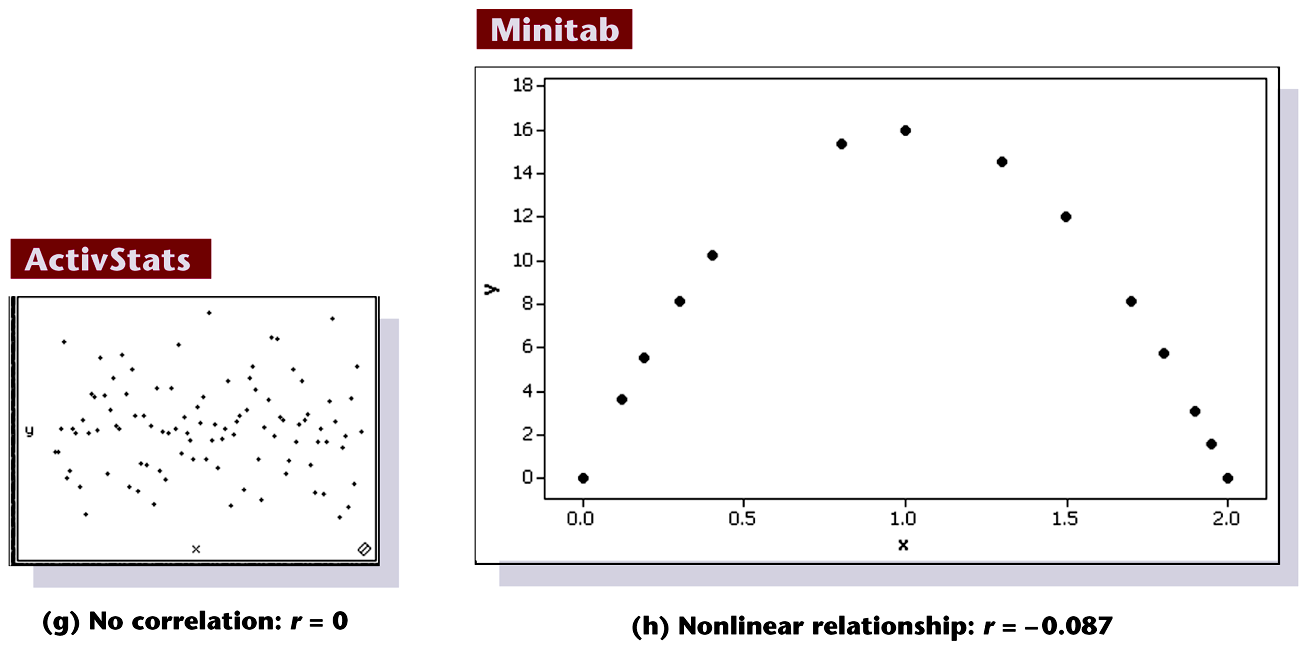 Minitab
18
16
14
12
10
8
6
4
2
0
y
0.0 0.5 1.0 1.5 2.0
x
ActivStats
y
x
(g) No correlation: r = 0
(h) Nonlinear relationship: r = −0.087